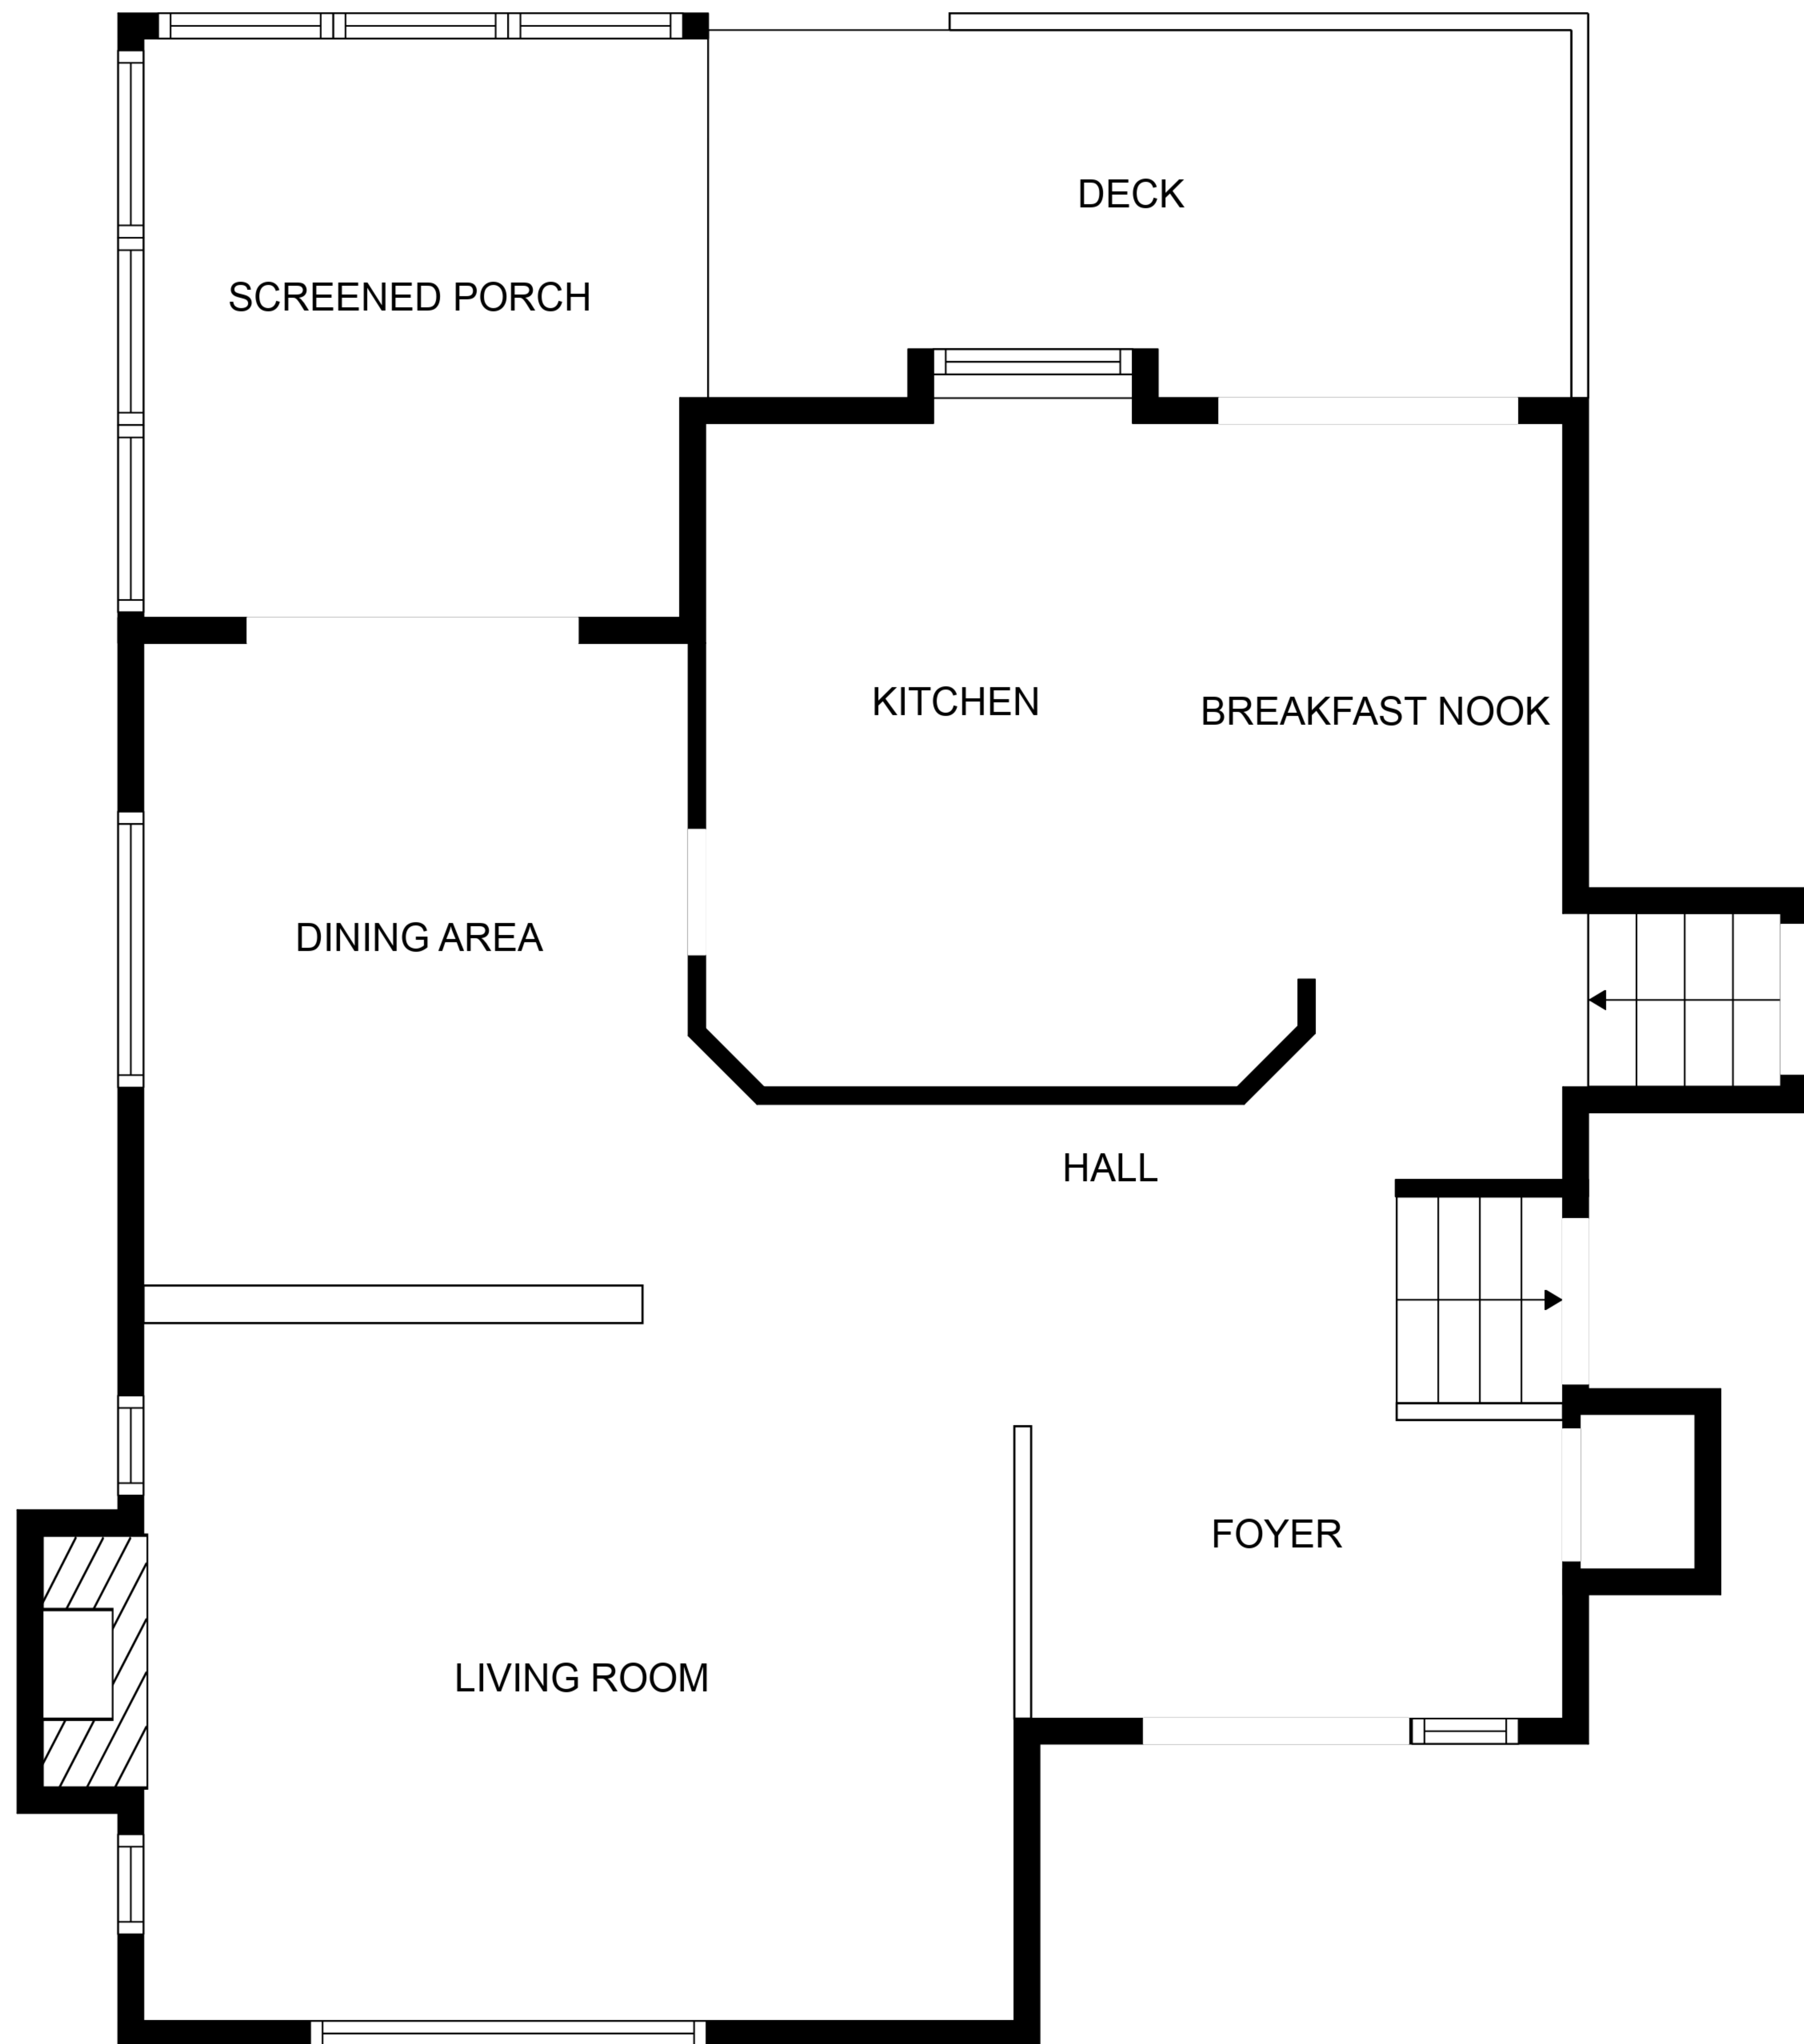 DECK
SCREENED PORCH
KITCHEN
BREAKFAST NOOK
DINING AREA
HALL
FOYER
LIVING ROOM